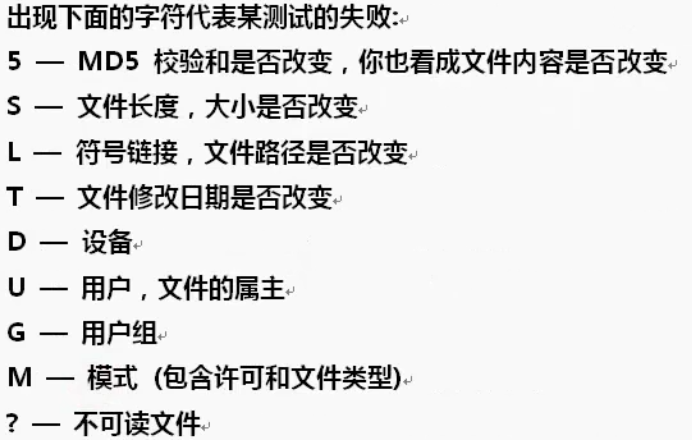 出现下面的字符代表某测试的失败:
5 — MD5 校验和是否改变，你也看成文件内容是否改变
S — 文件长度，大小是否改变
L — 符号链接，文件路径是否改变
T — 文件修改日期是否改变
D — 设备
U — 用户，文件的属主
G — 用户组
M — 模式 (包含许可和文件类型)
? — 不可读文件